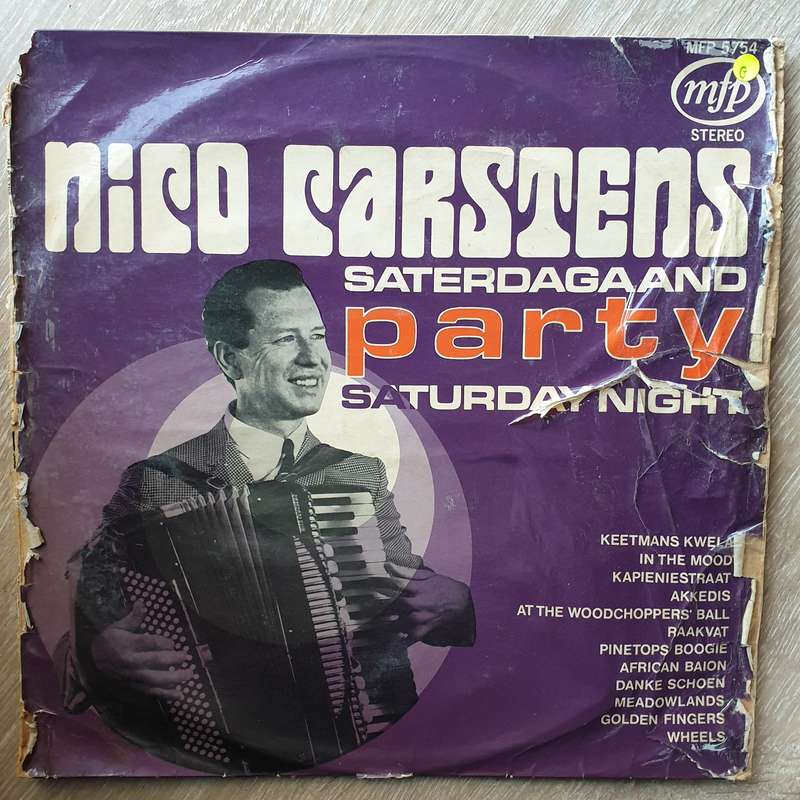 MFP 5754
G
mfp
STEREO
NICO CARSTENS
SATERDAGAAND
party
SATURDAY NIGHT
KEETMANS KWELA
IN THE MOOD
KAPIENIESTRAAT
AKKEDIS
AT THE WOODCHOPPERS' BALL
RAAKVAT
PINETOPS BOOGIE
AFRICAN BAION
DANKE SCHOEN
MEADOWLANDS
GOLDEN FINGERS
WHEELS